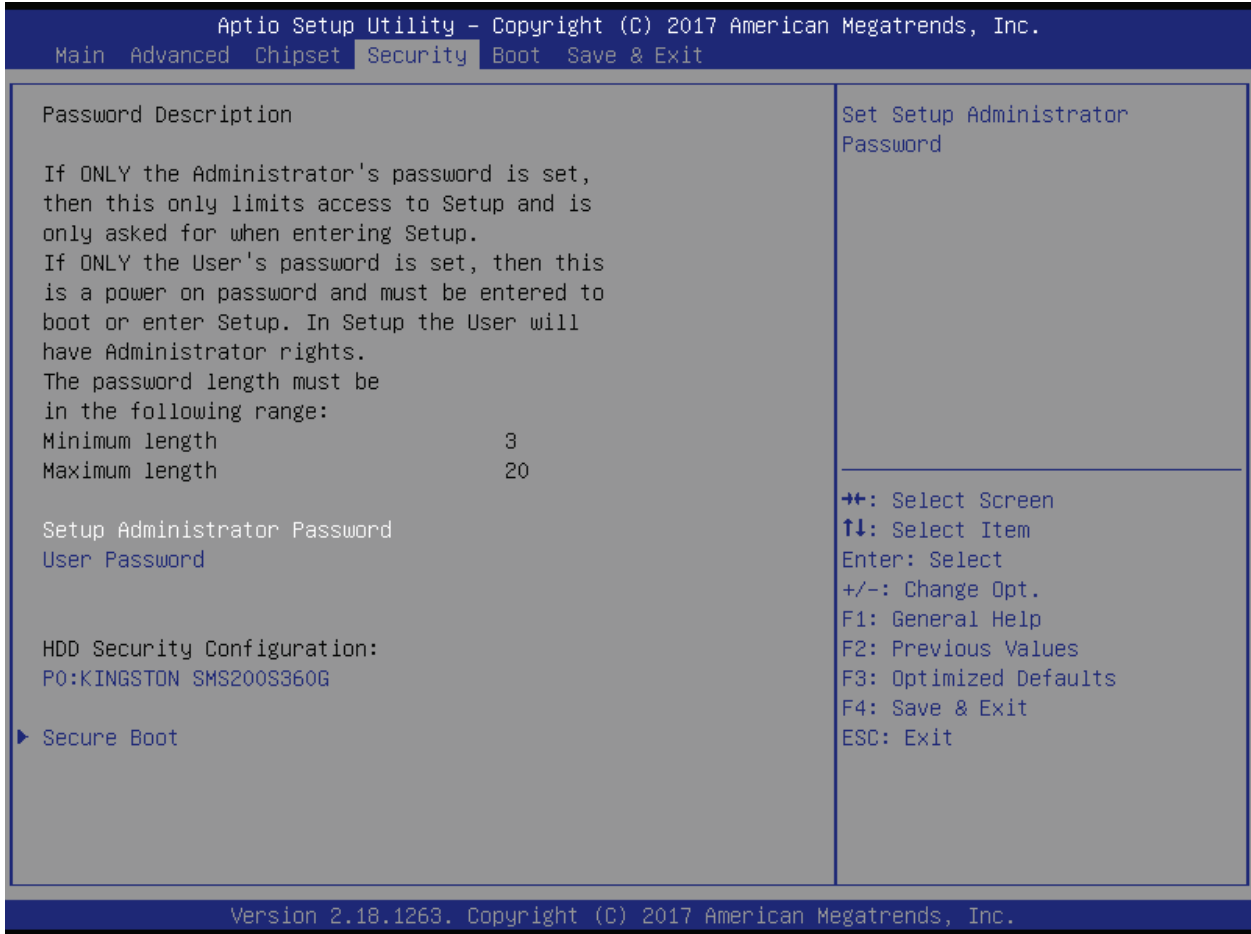 Aptio Setup Utility – Copyright (C) 2017 American Megatrends, Inc.
Main Advanced Chipset Security Boot Save & Exit
Password Description
If ONLY the Administrator's password is set,
then this only limits access to Setup and is
only asked for when entering Setup.
If ONLY the User's password is set, then this
is a power on password and must be entered to
boot or enter Setup. In Setup the User will
have Administrator rights.
The password length must be
in the following range:
Minimum length 3
Maximum length 20
Setup Administrator Password
User Password
HDD Security Configuration:
P0:KINGSTON SMS200S360G
Secure Boot
Set Setup Administrator
Password
→←: Select Screen
↑↓: Select Item
Enter: Select
+/-: Change Opt.
F1: General Help
F2: Previous Values
F3: Optimized Defaults
F4: Save & Exit
ESC: Exit
Version 2.18.1263. Copyright (C) 2017 American Megatrends, Inc.